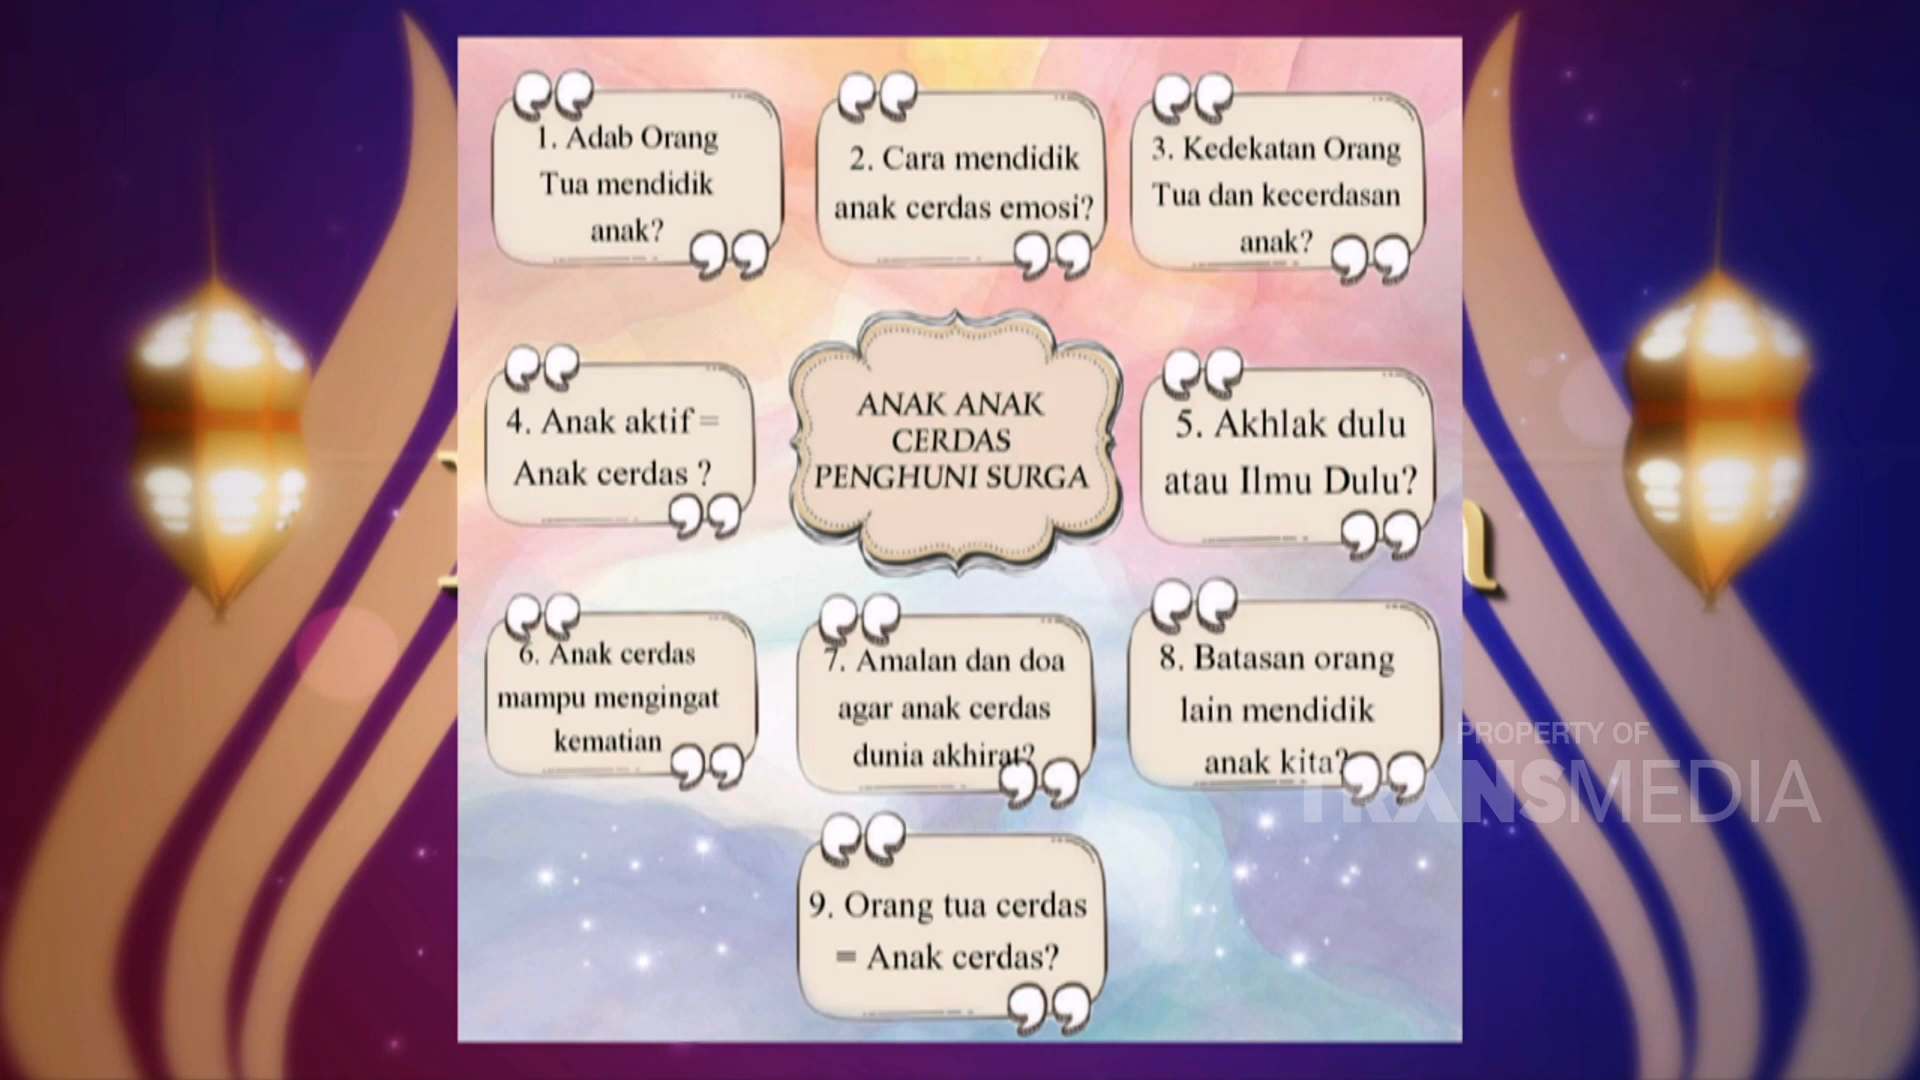 1. Adab Orang
Tua mendidik
anak?
2. Cara mendidik
anak cerdas emosi?
3. Kedekatan Orang
Tua dan kecerdasan
anak?
4. Anak aktif =
Anak cerdas ?
ANAK ANAK
CERDAS
PENGHUNI SURGA
5. Akhlak dulu
atau Ilmu Dulu?
6. Anak cerdas
mampu mengingat
kematian
7. Amalan dan doa
agar anak cerdas
dunia akhirat?
8. Batasan orang
lain mendidik
anak kita?
PROPERTY OF
TRANSMEDIA
9. Orang tua cerdas
= Anak cerdas?